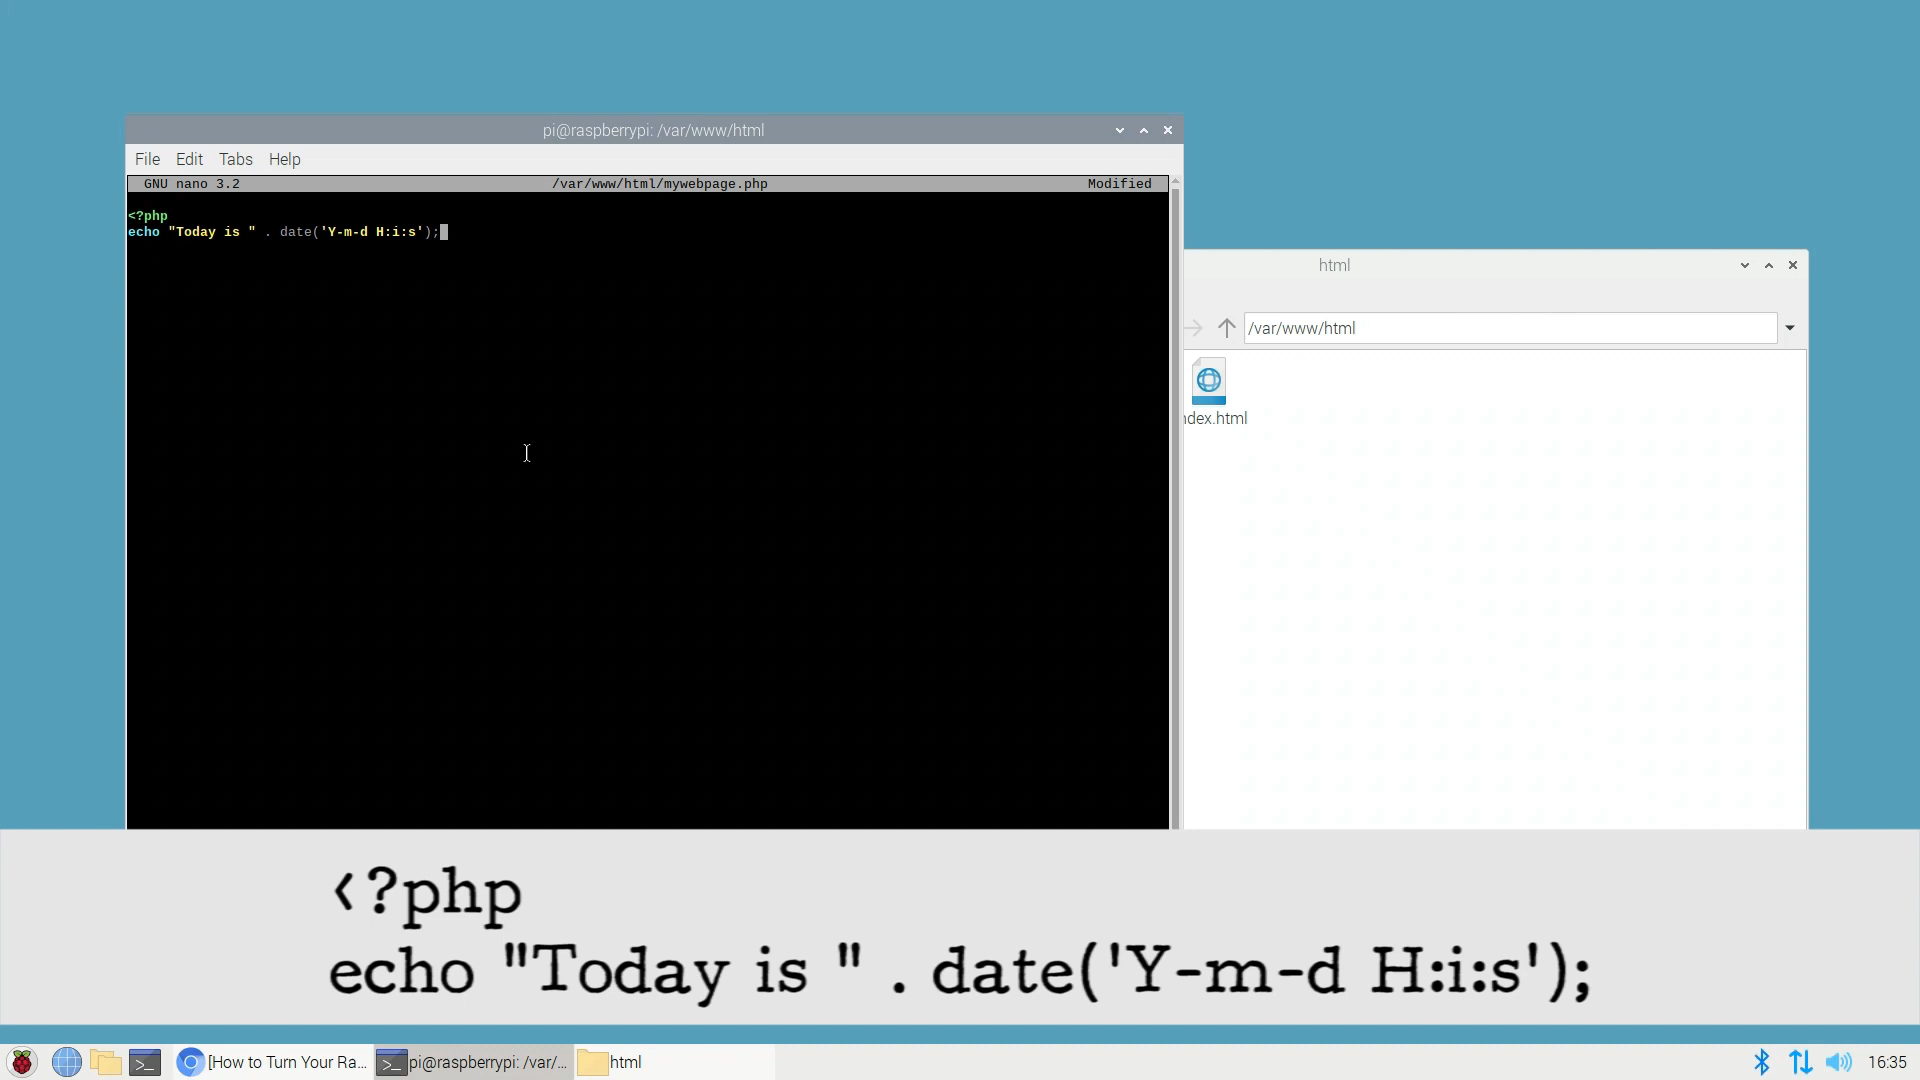 pi@raspberrypi: /var/www/html
File Edit Tabs Help
GNU nano 3.2 /var/www/html/mywebpage.php Modified
<?php
echo "Today is " . date('Y-m-d H:i:s');
html
/var/www/html
ndex.html
<?php
echo "Today is " . date('Y-m-d H:i:s');
[How to Turn Your Ra... pi@raspberrypi: /var/... html 16:35